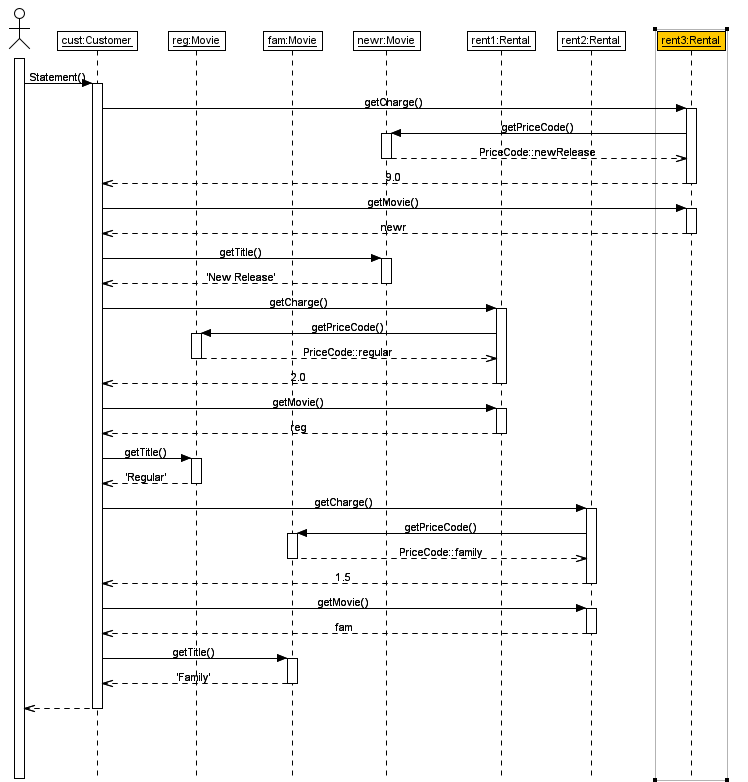 cust:Customer
reg:Movie
fam:Movie
newr:Movie
rent1:Rental
rent2:Rental
rent3:Rental
Statement()
getCharge()
getPriceCode()
PriceCode::newRelease
9.0
getMovie()
newr
getTitle()
'New Release'
getCharge()
getPriceCode()
PriceCode::regular
2.0
getMovie()
reg
getTitle()
'Regular'
getCharge()
getPriceCode()
PriceCode::family
1.5
getMovie()
fam
getTitle()
'Family'